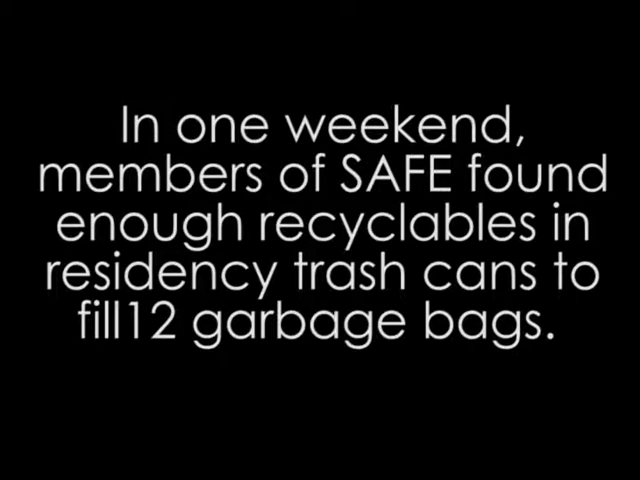 In one weekend,
members of SAFE found
enough recyclables in
residency trash cans to
fill12 garbage bags.